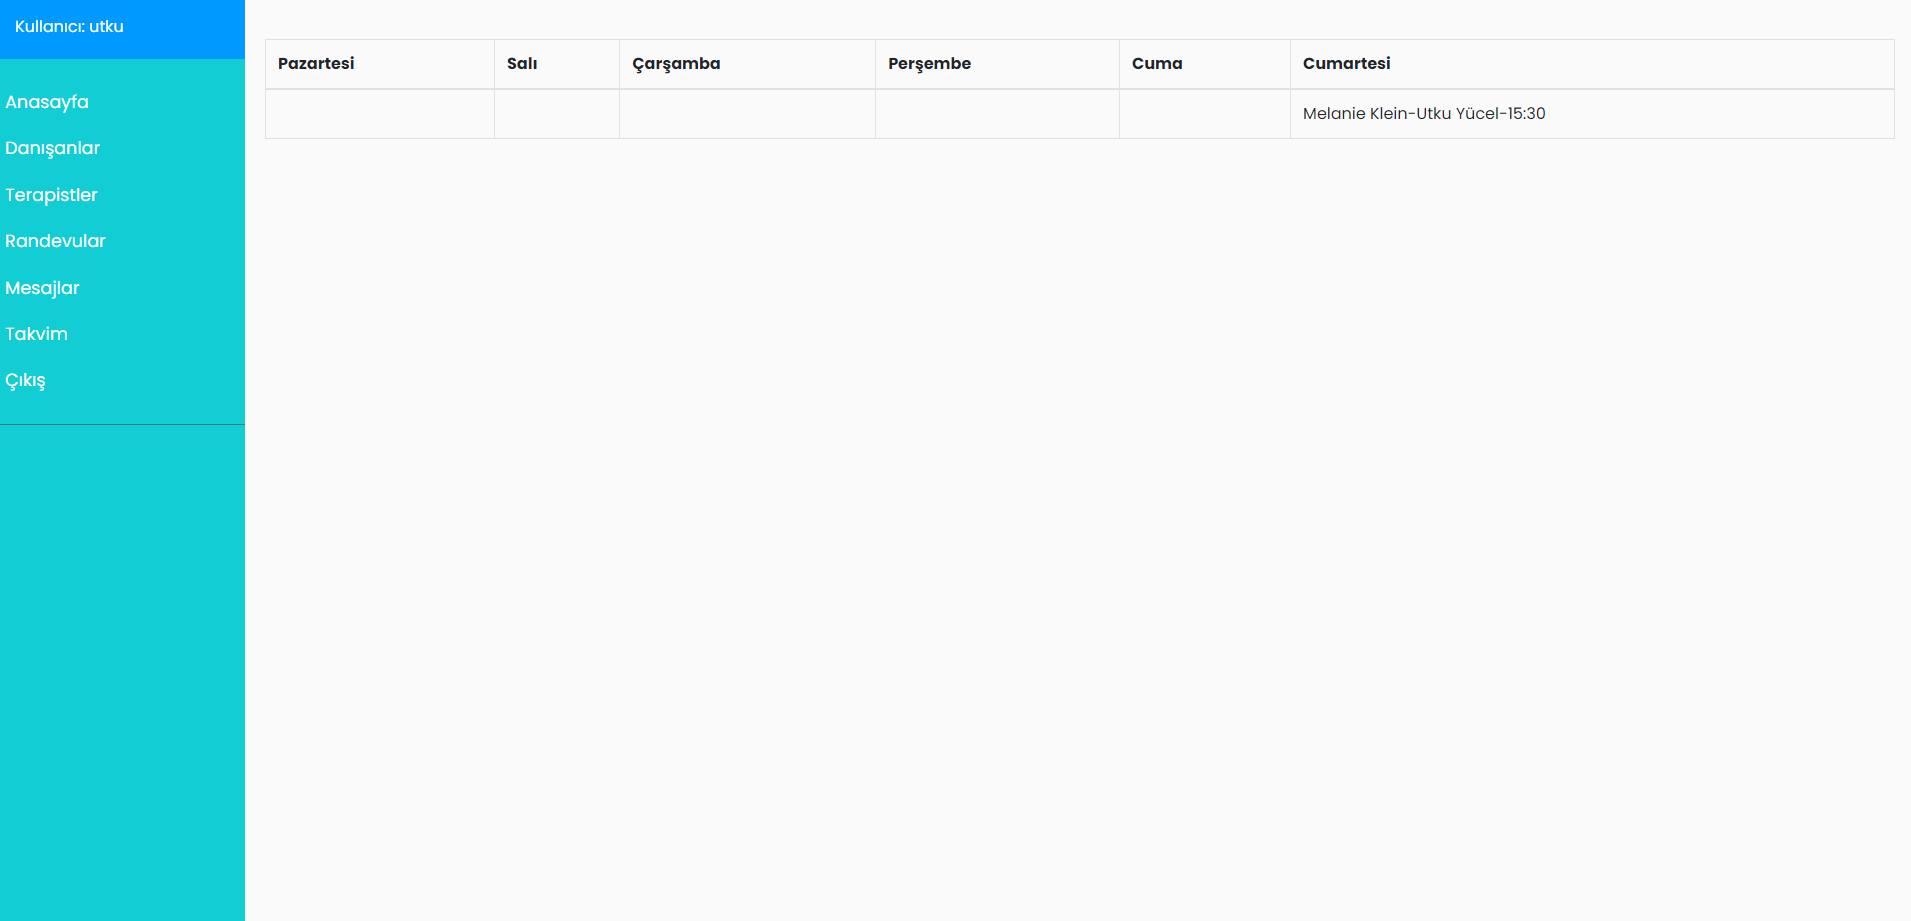 Kullanıcı: utku
Anasayfa
Danışanlar
Terapistler
Randevular
Mesajlar
Takvim
Çıkış
Pazartesi Salı Çarşamba Perşembe Cuma Cumartesi
Melanie Klein-Utku Yücel-15:30